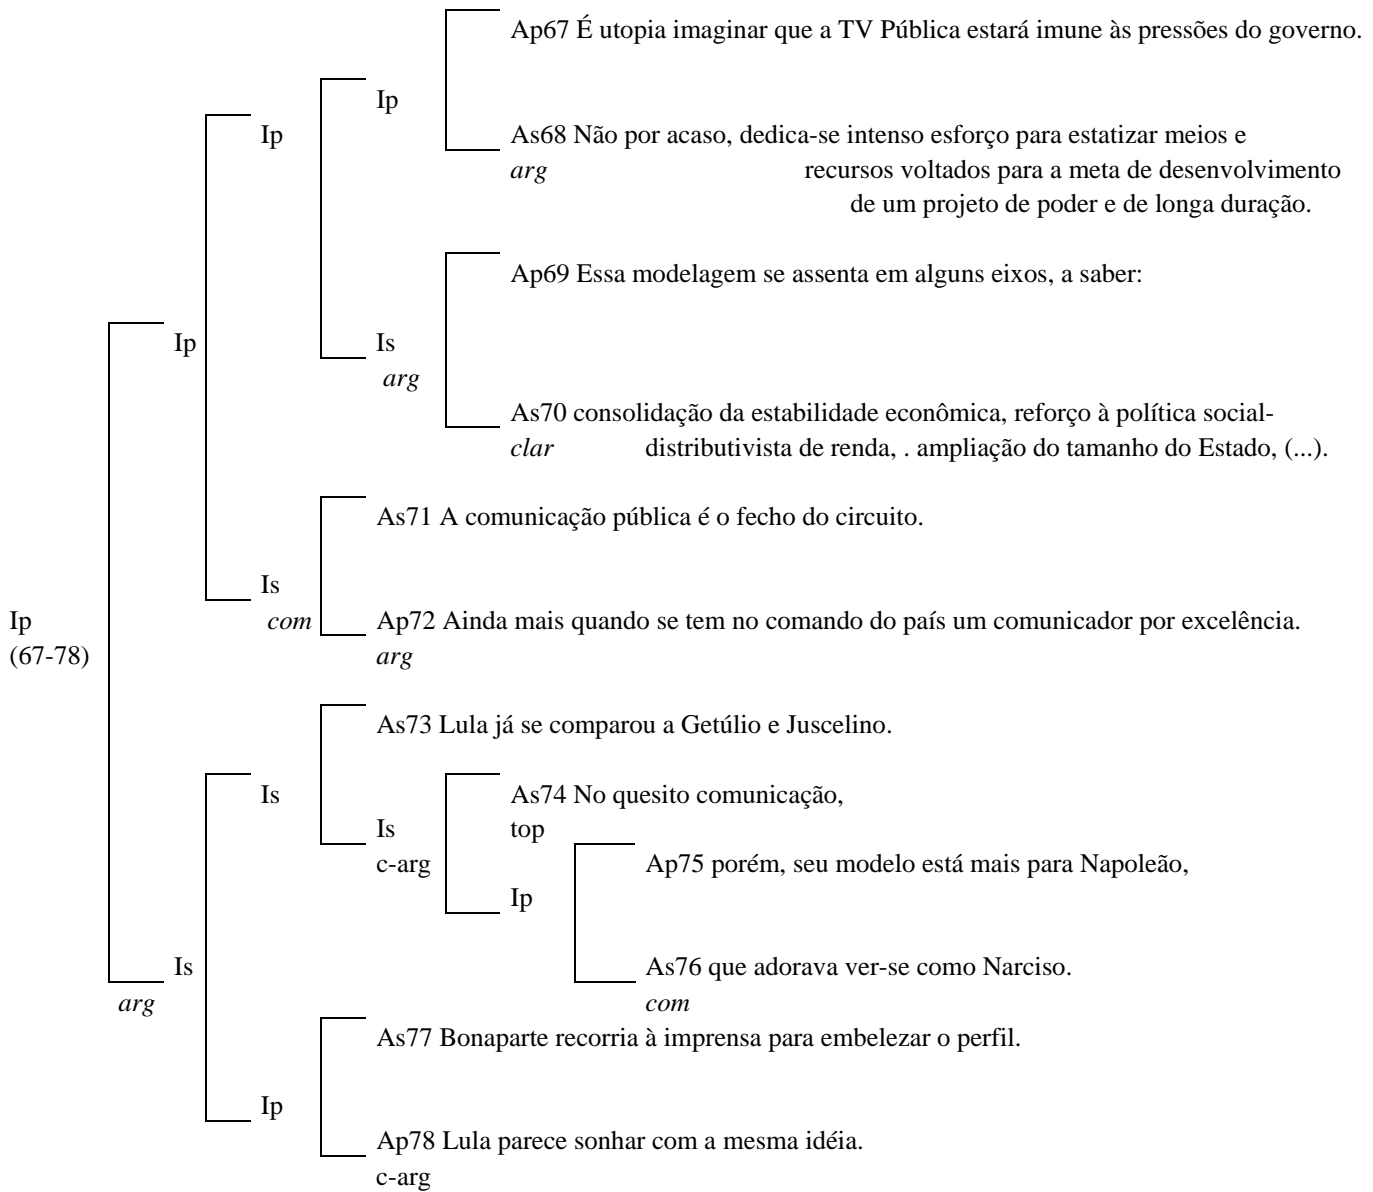 Ap67 É utopia imaginar que a TV Pública estará imune às pressões do governo.
Ip
Ip
As68 Não por acaso, dedica-se intenso esforço para estatizar meios e
arg recursos voltados para a meta de desenvolvimento
de um projeto de poder e de longa duração.
Ap69 Essa modelagem se assenta em alguns eixos, a saber:
Ip
Is
arg
As70 consolidação da estabilidade econômica, reforço à política social-
clar distributivista de renda, . ampliação do tamanho do Estado, (...).
As71 A comunicação pública é o fecho do circuito.
Is
Ip com Ap72 Ainda mais quando se tem no comando do país um comunicador por excelência.
(67-78) arg
As73 Lula já se comparou a Getúlio e Juscelino.
Is As74 No quesito comunicação,
Is top
c-arg Ap75 porém, seu modelo está mais para Napoleão,
Ip
Is As76 que adorava ver-se como Narciso.
arg com
As77 Bonaparte recorria à imprensa para embelezar o perfil.
Ip
Ap78 Lula parece sonhar com a mesma idéia.
c-arg